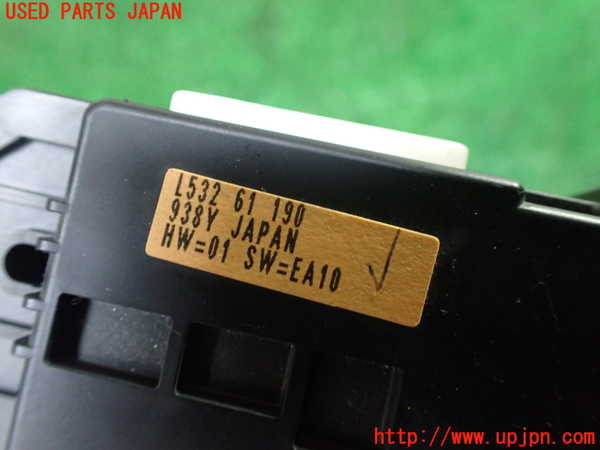 USED PARTS JAPAN
L532 61 190
938Y JAPAN
HW=01 SW=EA10
http://www.upjpn.com/